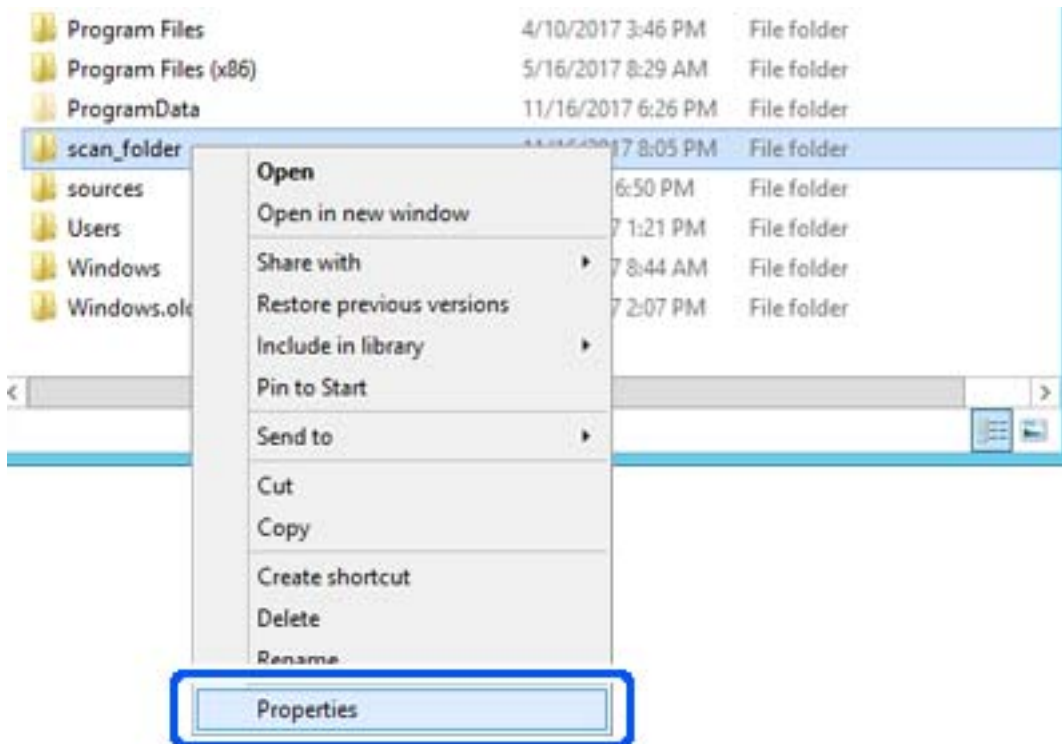 Program Files 4/10/2017 3:46 PM File folder
Program Files (x86) 5/16/2017 8:29 AM File folder
ProgramData 11/16/2017 6:26 PM File folder
scan_folder 7 8:05 PM File folder
Open
sources 6:50 PM File folder
Open in new window
Users 7 1:21 PM File folder
Share with
Windows 7 8:44 AM File folder
Restore previous versions
Windows.old 7 2:07 PM File folder
Include in library
Pin to Start
Send to
Cut
Copy
Create shortcut
Delete
Rename
Properties